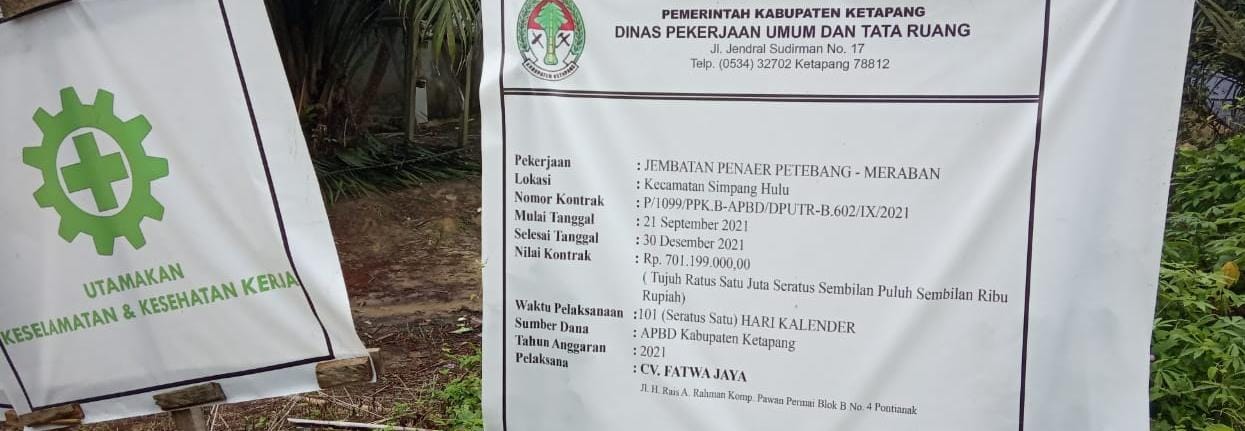 UTAMAKAN
KESELAMATAN & KESEHATAN KERJA
KABUPATEN KETAPANG
PEMERINTAH KABUPATEN KETAPANG
DINAS PEKERJAAN UMUM DAN TATA RUANG
Jl. Jendral Sudirman No. 17
Telp. (0534) 32702 Ketapang 78812
Pekerjaan : JEMBATAN PENAER PETEBANG - MERABAN
Lokasi : Kecamatan Simpang Hulu
Nomor Kontrak : P/1099/PPK.B-APBD/DPUTR-B.602/IX/2021
Mulai Tanggal : 21 September 2021
Selesai Tanggal : 30 Desember 2021
Nilai Kontrak : Rp. 701.199.000,00
( Tujuh Ratus Satu Juta Seratus Sembilan Puluh Sembilan Ribu
Rupiah)
Waktu Pelaksanaan :101 (Seratus Satu) HARI KALENDER
Sumber Dana : APBD Kabupaten Ketapang
Tahun Anggaran : 2021
Pelaksana : CV. FATWA JAYA
Jl. H. Rais A. Rahman Komp. Pawan Permai Blok B No. 4 Pontianak